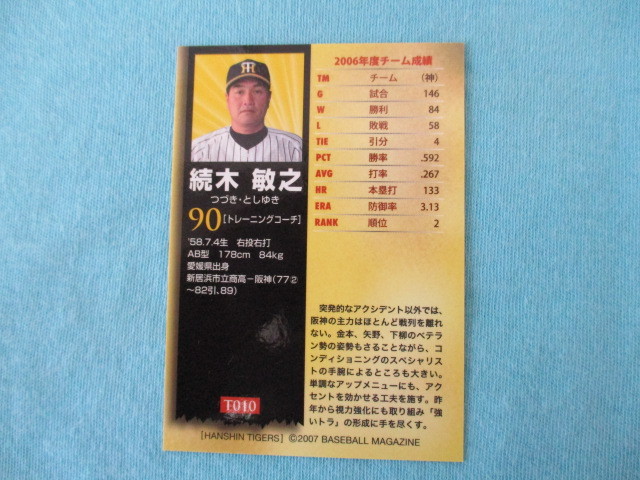 続木 敏之
つづき・としゆき
90 [トレーニングコーチ]
'58.7.4生 右投右打
AB型 178cm 84kg
愛媛県出身
新居浜市立商高－阪神(77②
〜82引、89)
T010
2006年度チーム成績
TM チーム (神)
G 試合 146
W 勝利 84
L 敗戦 58
TIE 引分 4
PCT 勝率 .592
AVG 打率 .267
HR 本塁打 133
ERA 防御率 3.13
RANK 順位 2
突発的なアクシデント以外では、
阪神の主力はほとんど戦列を離れ
ない。金本、矢野、下柳のベテラ
ン勢の姿勢もさることながら、コ
ンディショニングのスペシャリス
トの手腕によるところも大きい。
単調なアップメニューにも、アク
セントを効かせる工夫を施す。昨
年から視力強化にも取り組み「強
いトラ」の形成に手を尽くす。
[HANSHIN TIGERS] ©2007 BASEBALL MAGAZINE